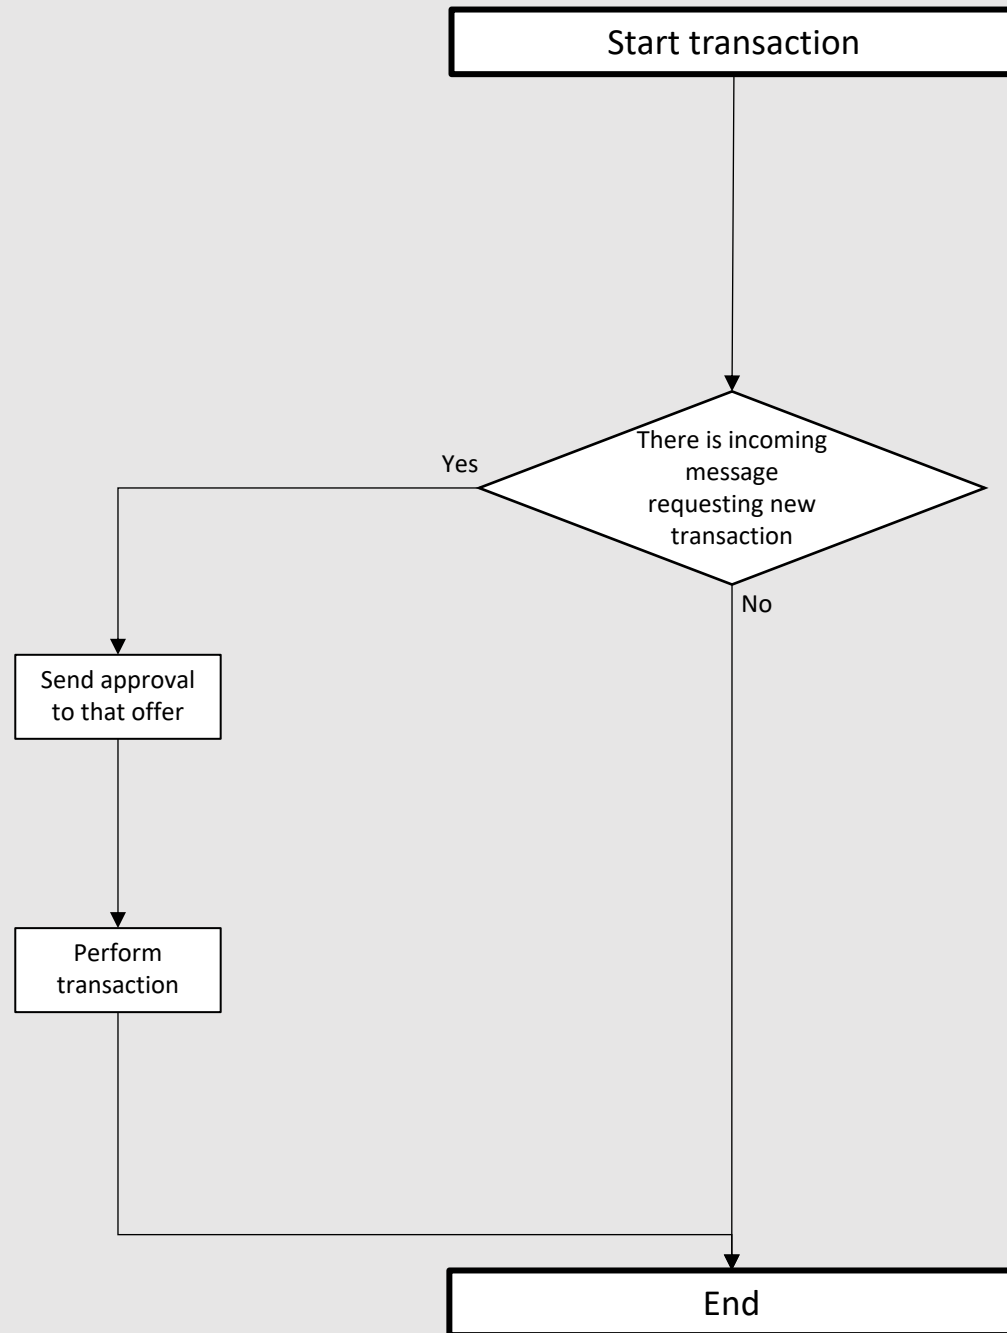 Start transaction
There is incoming
message
requesting new
transaction
Yes
No
Send approval
to that offer
Perform
transaction
End